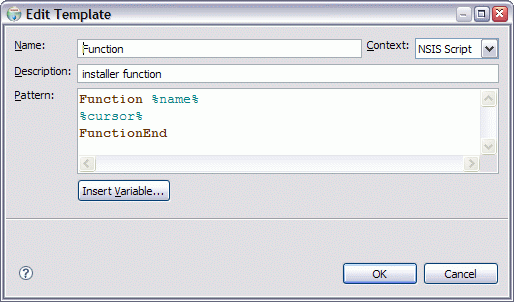 Edit Template
Name: Function Context: NSIS Script
Description: installer function
Pattern: Function %name%
%cursor%
FunctionEnd
Insert Variable...
? OK Cancel